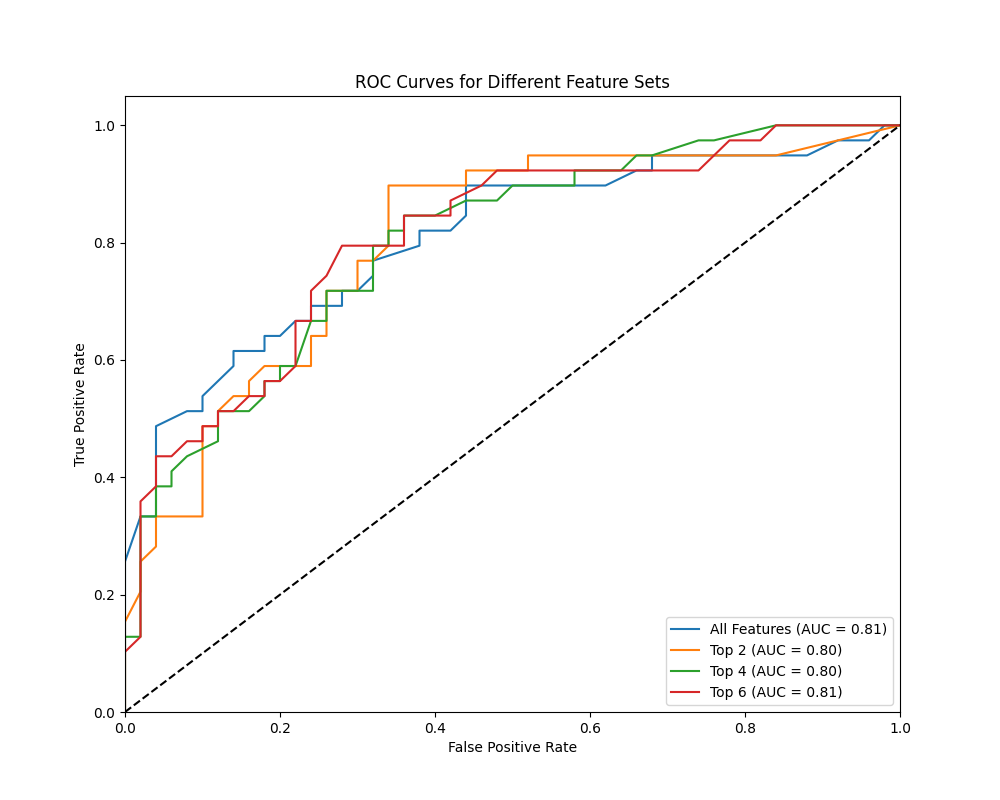 ROC Curves for Different Feature Sets
1.0
0.8
0.6
0.4
0.2
0.0
True Positive Rate
0.0 0.2 0.4 0.6 0.8 1.0
False Positive Rate
All Features (AUC = 0.81)
Top 2 (AUC = 0.80)
Top 4 (AUC = 0.80)
Top 6 (AUC = 0.81)